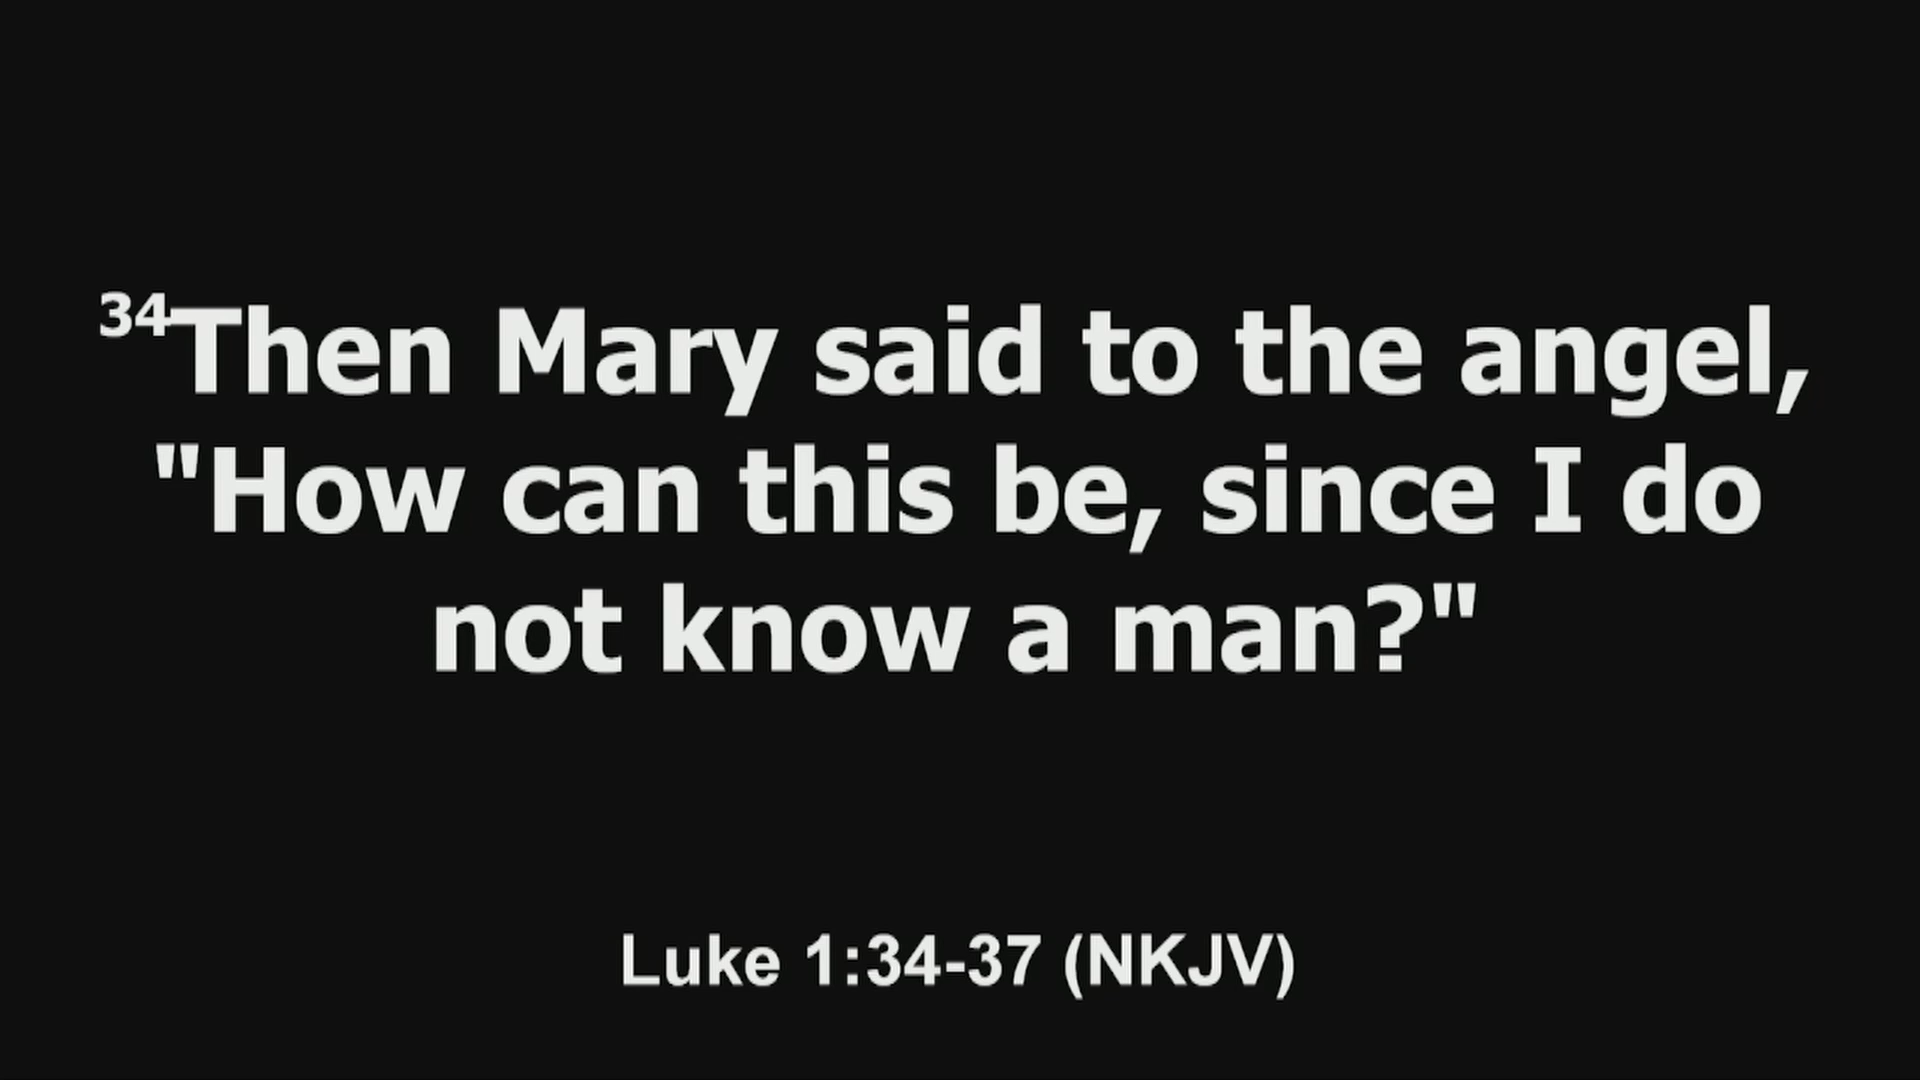 34Then Mary said to the angel,
"How can this be, since I do
not know a man?"
Luke 1:34-37 (NKJV)